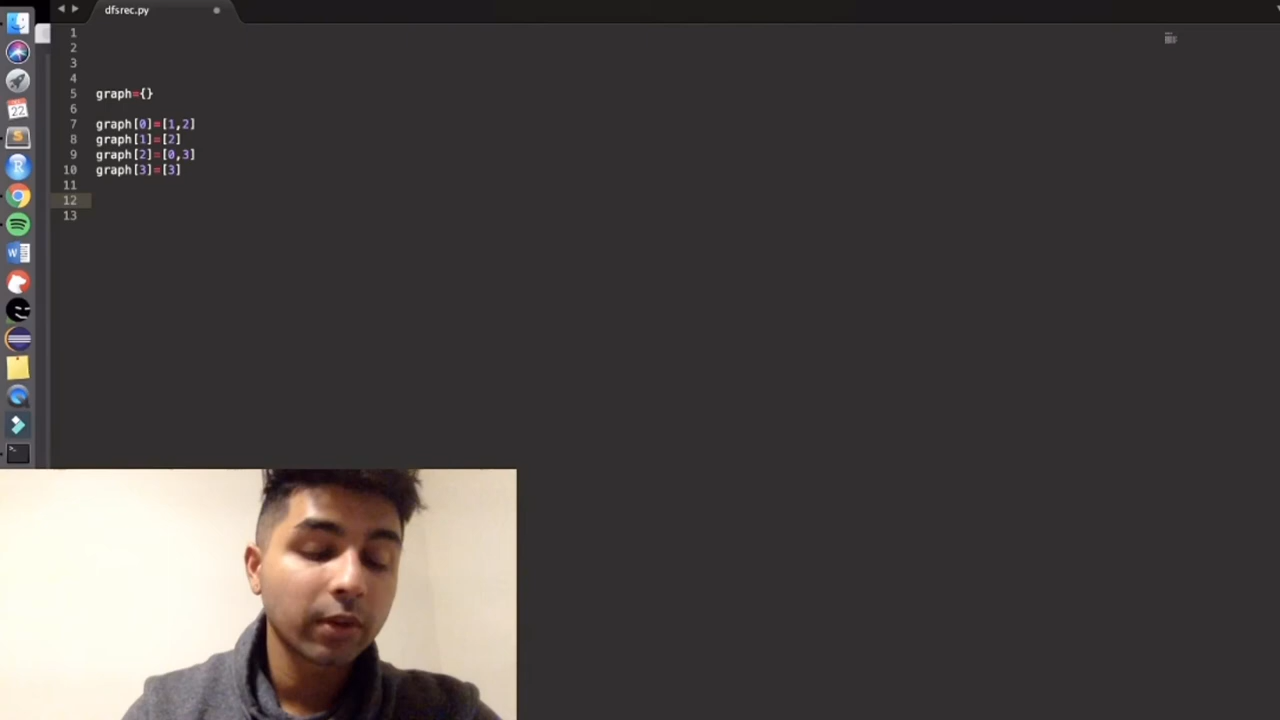 dfsrec.py
1
2
3
4
5 graph={}
6
7 graph[0]=[1,2]
8 graph[1]=[2]
9 graph[2]=[0,3]
10 graph[3]=[3]
11
12
13
22
S
R
W
>_